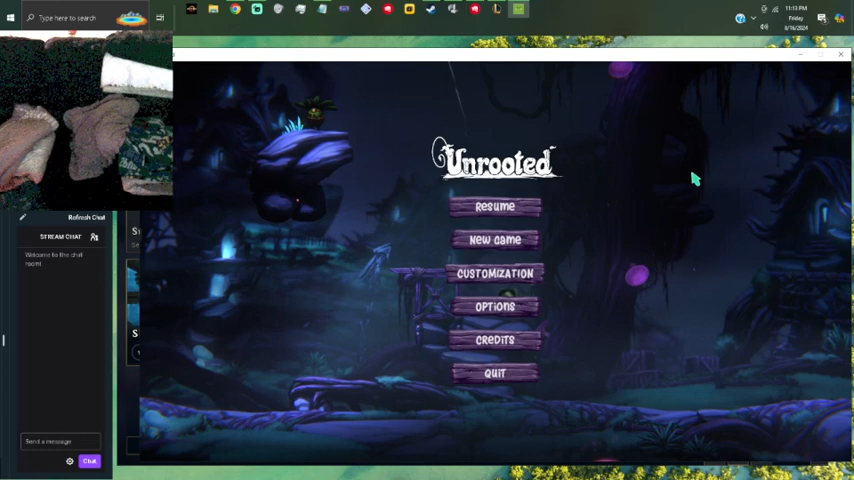 Type here to search
11:13 PM
Friday
8/16/2024
Unrooted
Resume
New Game
CUSTOMIZATION
OPTIONS
CREDITS
QUIT
Refresh Chat
STREAM CHAT
Welcome to the chat
room!
Send a message
Chat